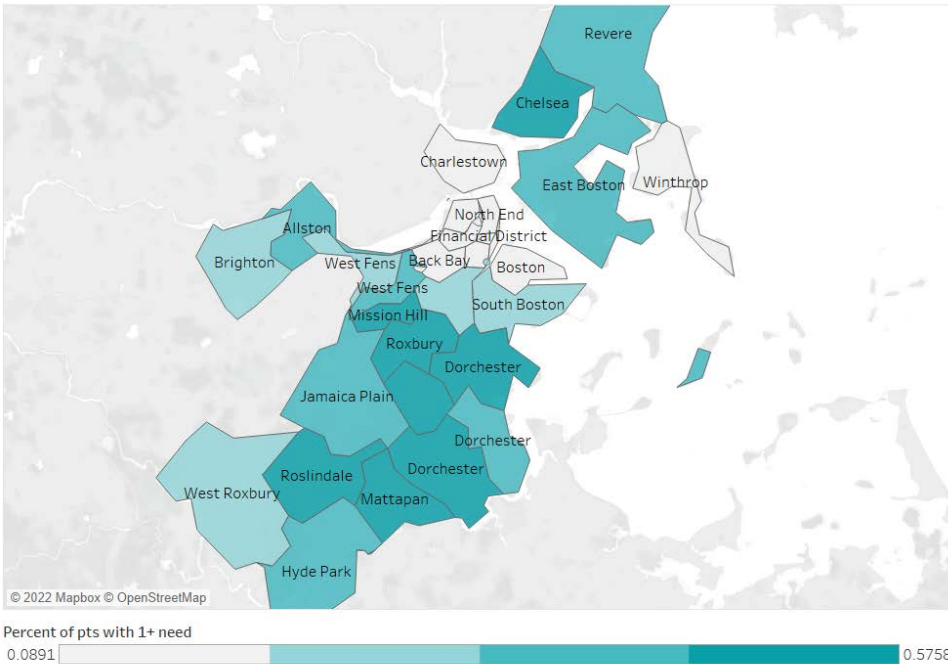 Revere
Chelsea
Charlestown
East Boston
Winthrop
North End
Allston
Financial District
Brighton
West Fens
Back Bay
Boston
West Fens
South Boston
Mission Hill
Roxbury
Dorchester
Jamaica Plain
Dorchester
Roslindale
Dorchester
West Roxbury
Mattapan
Hyde Park
© 2022 Mapbox © OpenStreetMap
Percent of pts with 1+ need
0.0891 0.5758